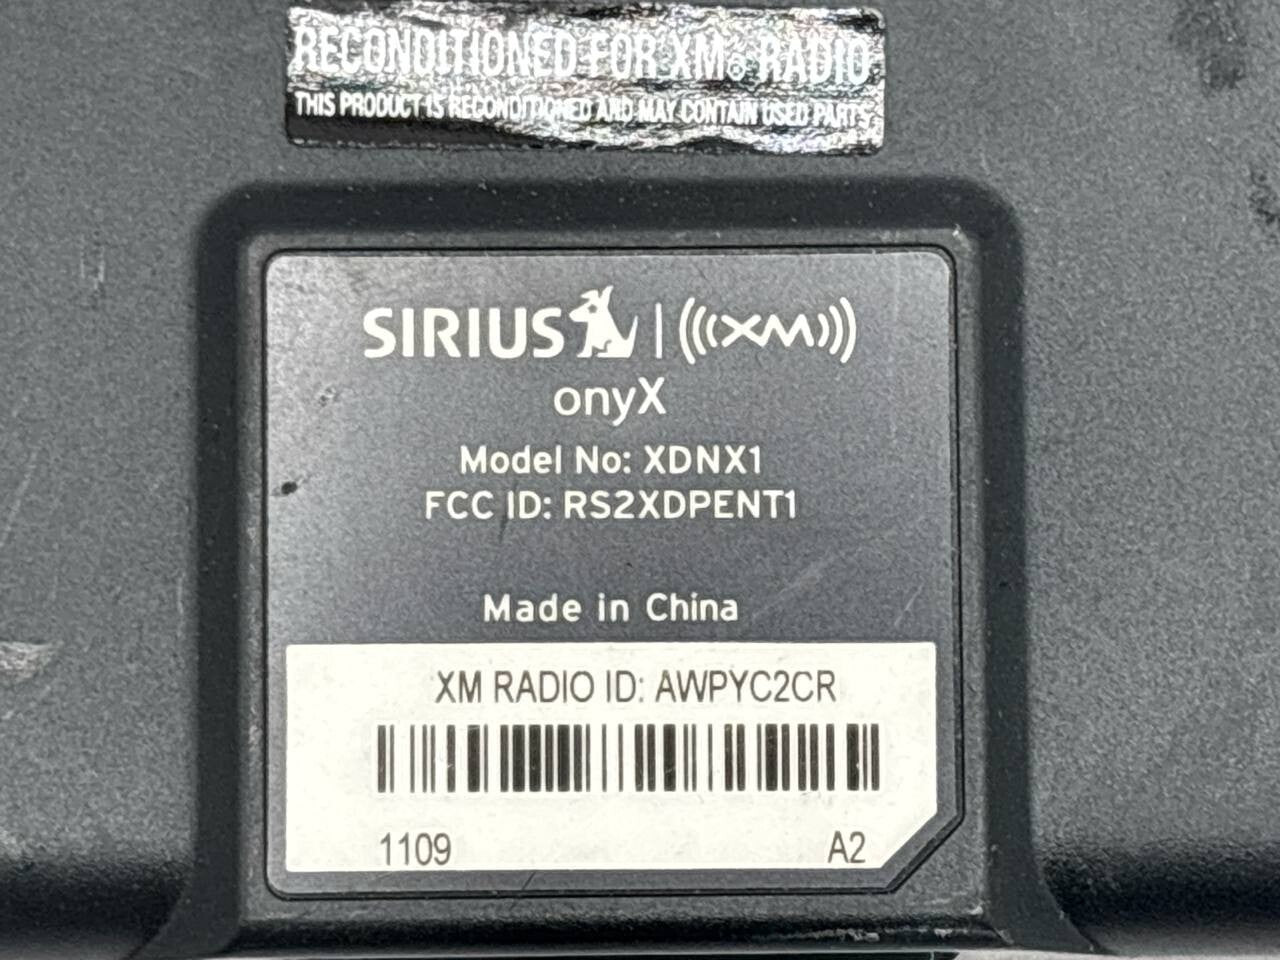 RECONDITIONED FOR XM® RADIO
THIS PRODUCT IS RECONDITIONED AND MAY CONTAIN USED PARTS
SIRIUS | XM
onyX
Model No: XDNX1
FCC ID: RS2XDPENT1
Made in China
XM RADIO ID: AWPYC2CR
1109 A2